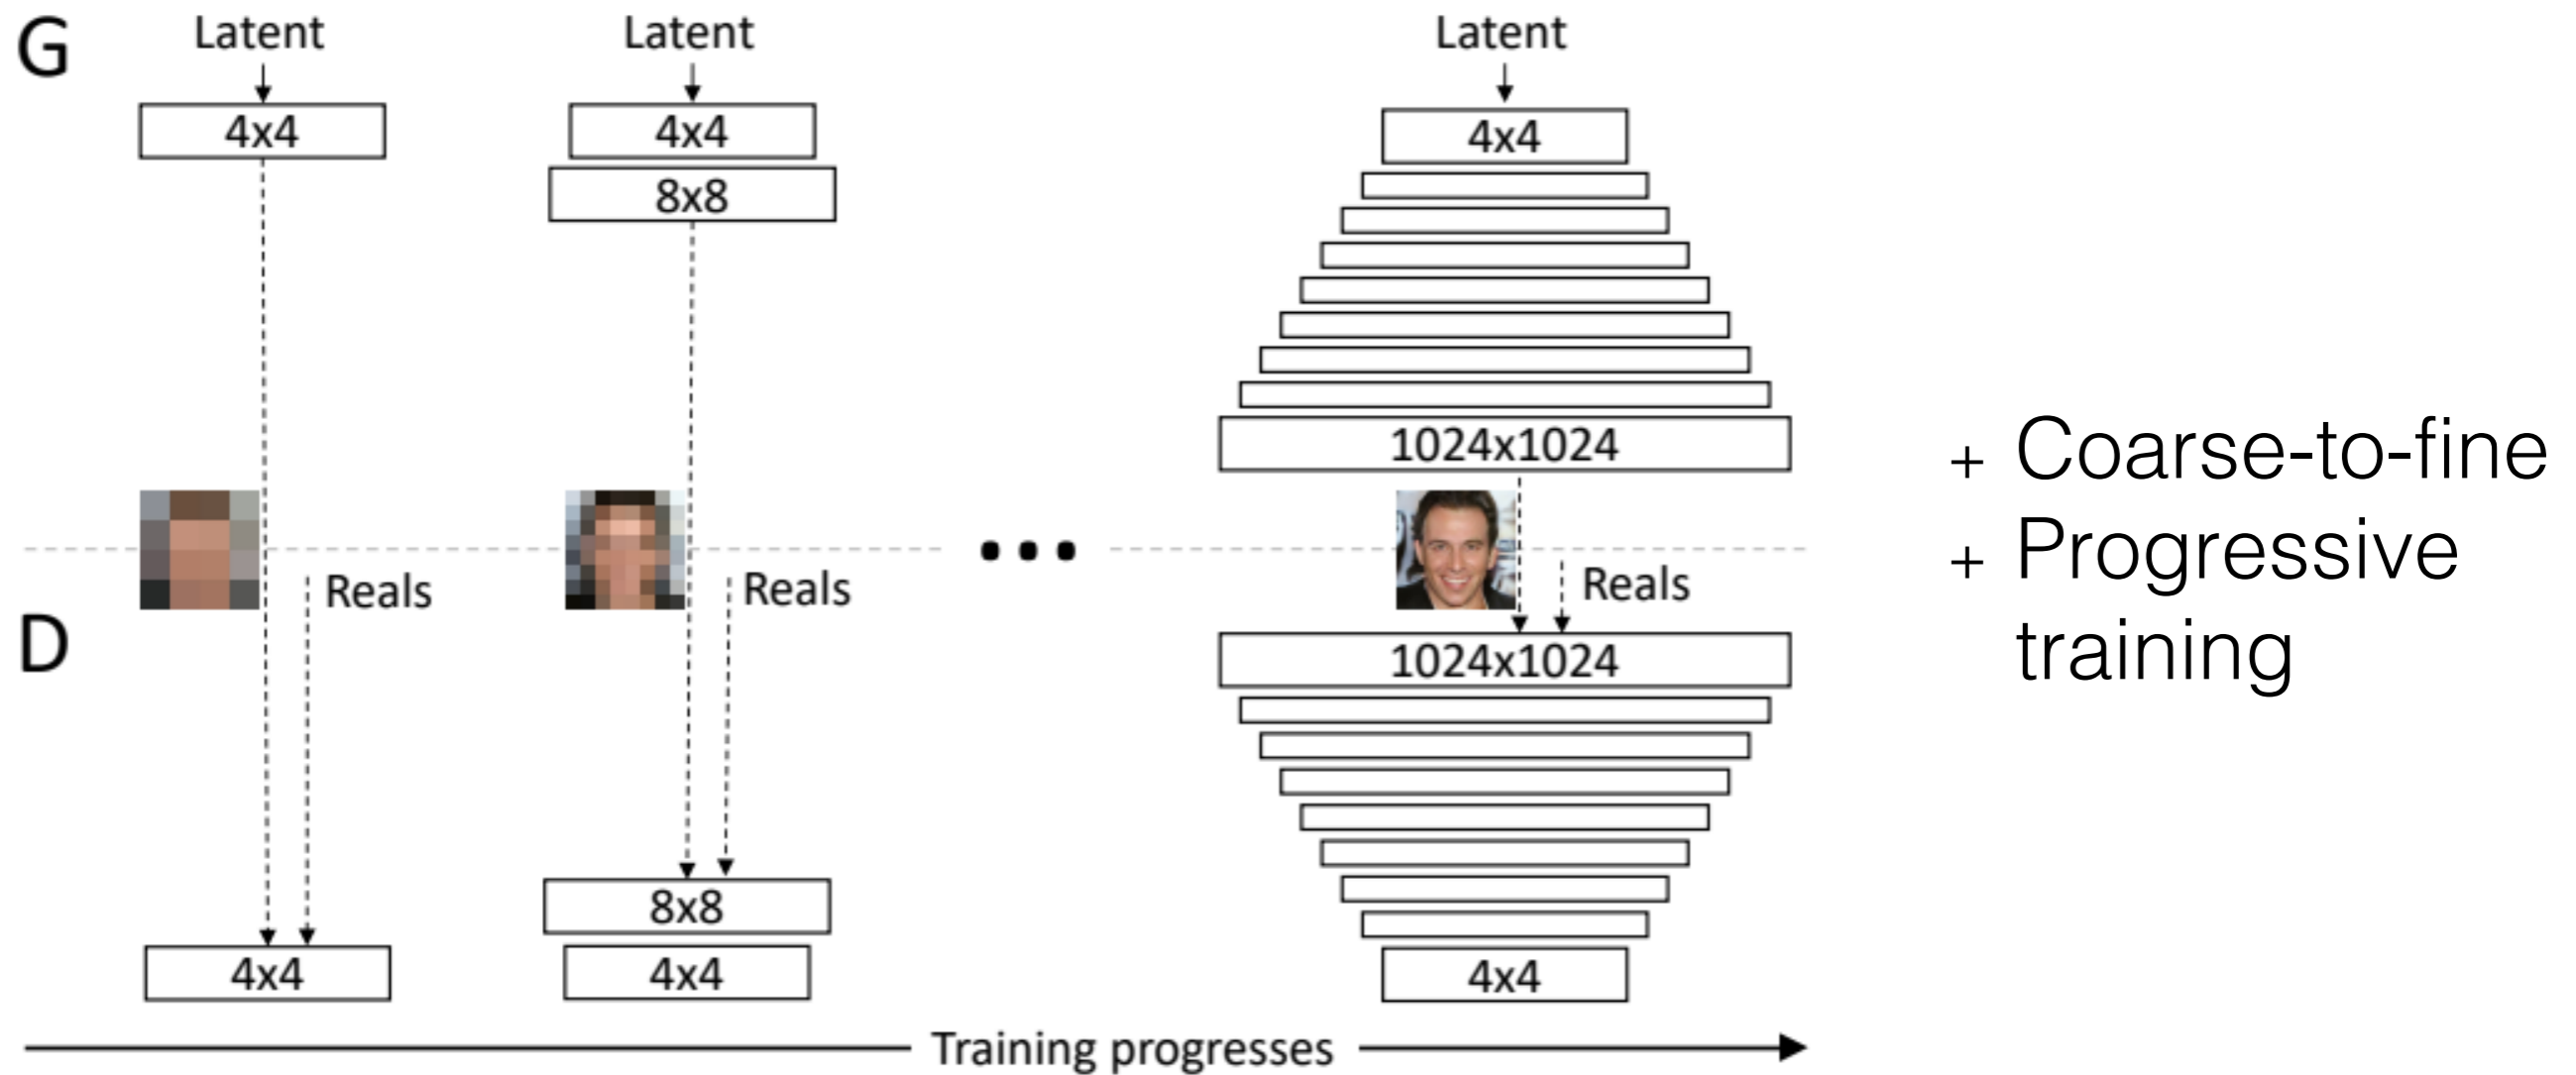 G
Latent
Latent
Latent
4x4
4x4
4x4
8x8
1024x1024
Reals
Reals
Reals
D
1024x1024
8x8
4x4
4x4
4x4
Training progresses
+ Coarse-to-fine
+ Progressive
training